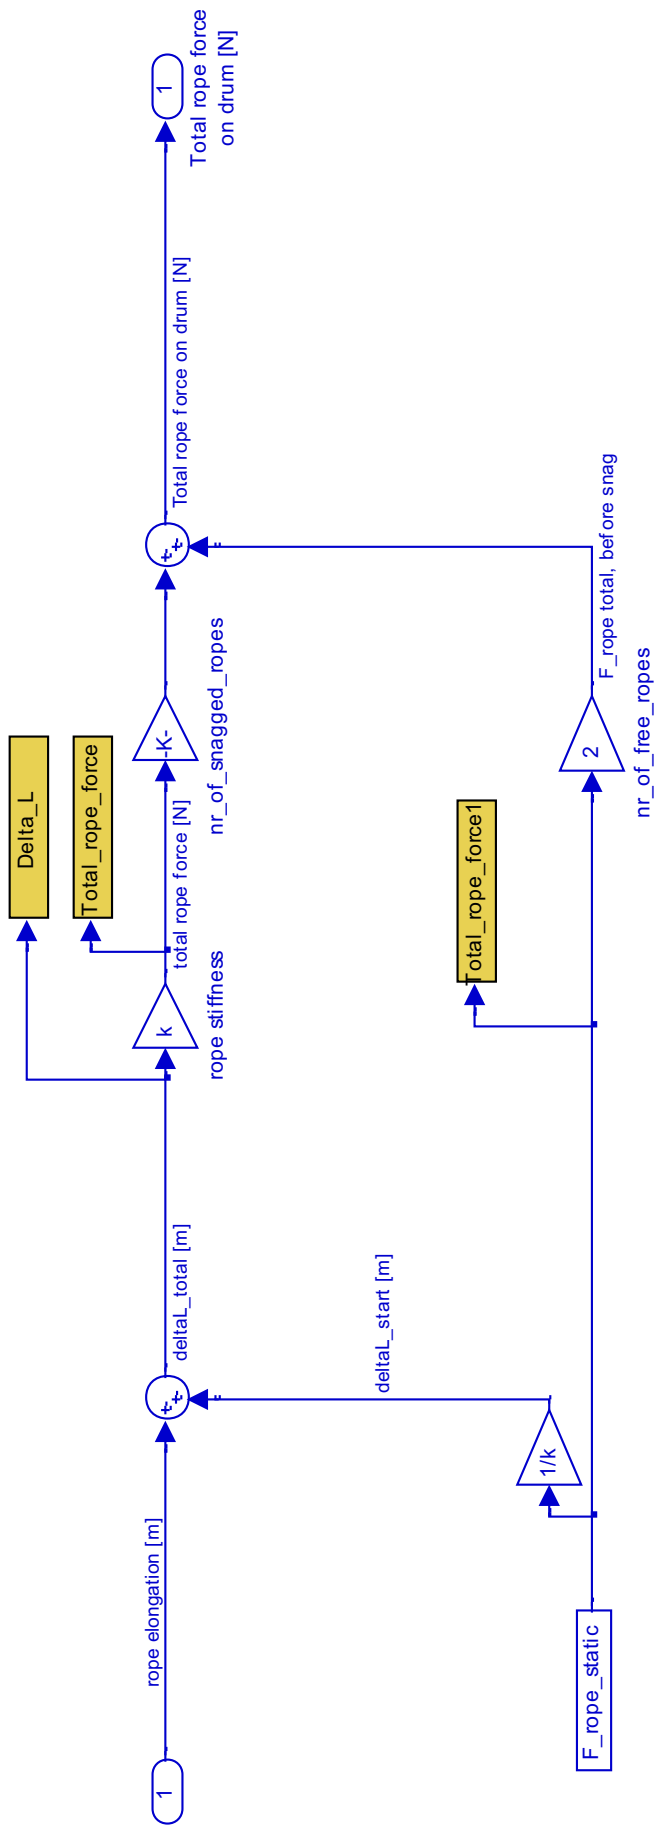 Delta_L
Total_rope_force
1
rope elongation [m]
++
deltaL_total [m]
k
rope stiffness
total rope force [N]
-K-
nr_of_snagged_ropes
++
Total rope force on drum [N]
1
Total rope force
on drum [N]
deltaL_start [m]
1/k
Total_rope_force1
F_rope_static
2
nr_of_free_ropes
F_rope total, before snag